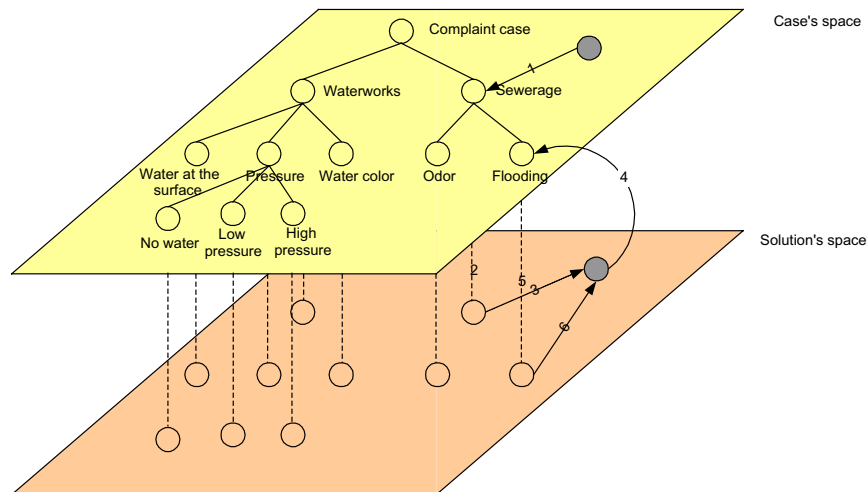 Case's space
Complaint case
1
Waterworks
Sewerage
Water at the
surface
Pressure
Water color
Odor
Flooding
4
No water
Low
pressure
High
pressure
Solution's space
2
5
3
6